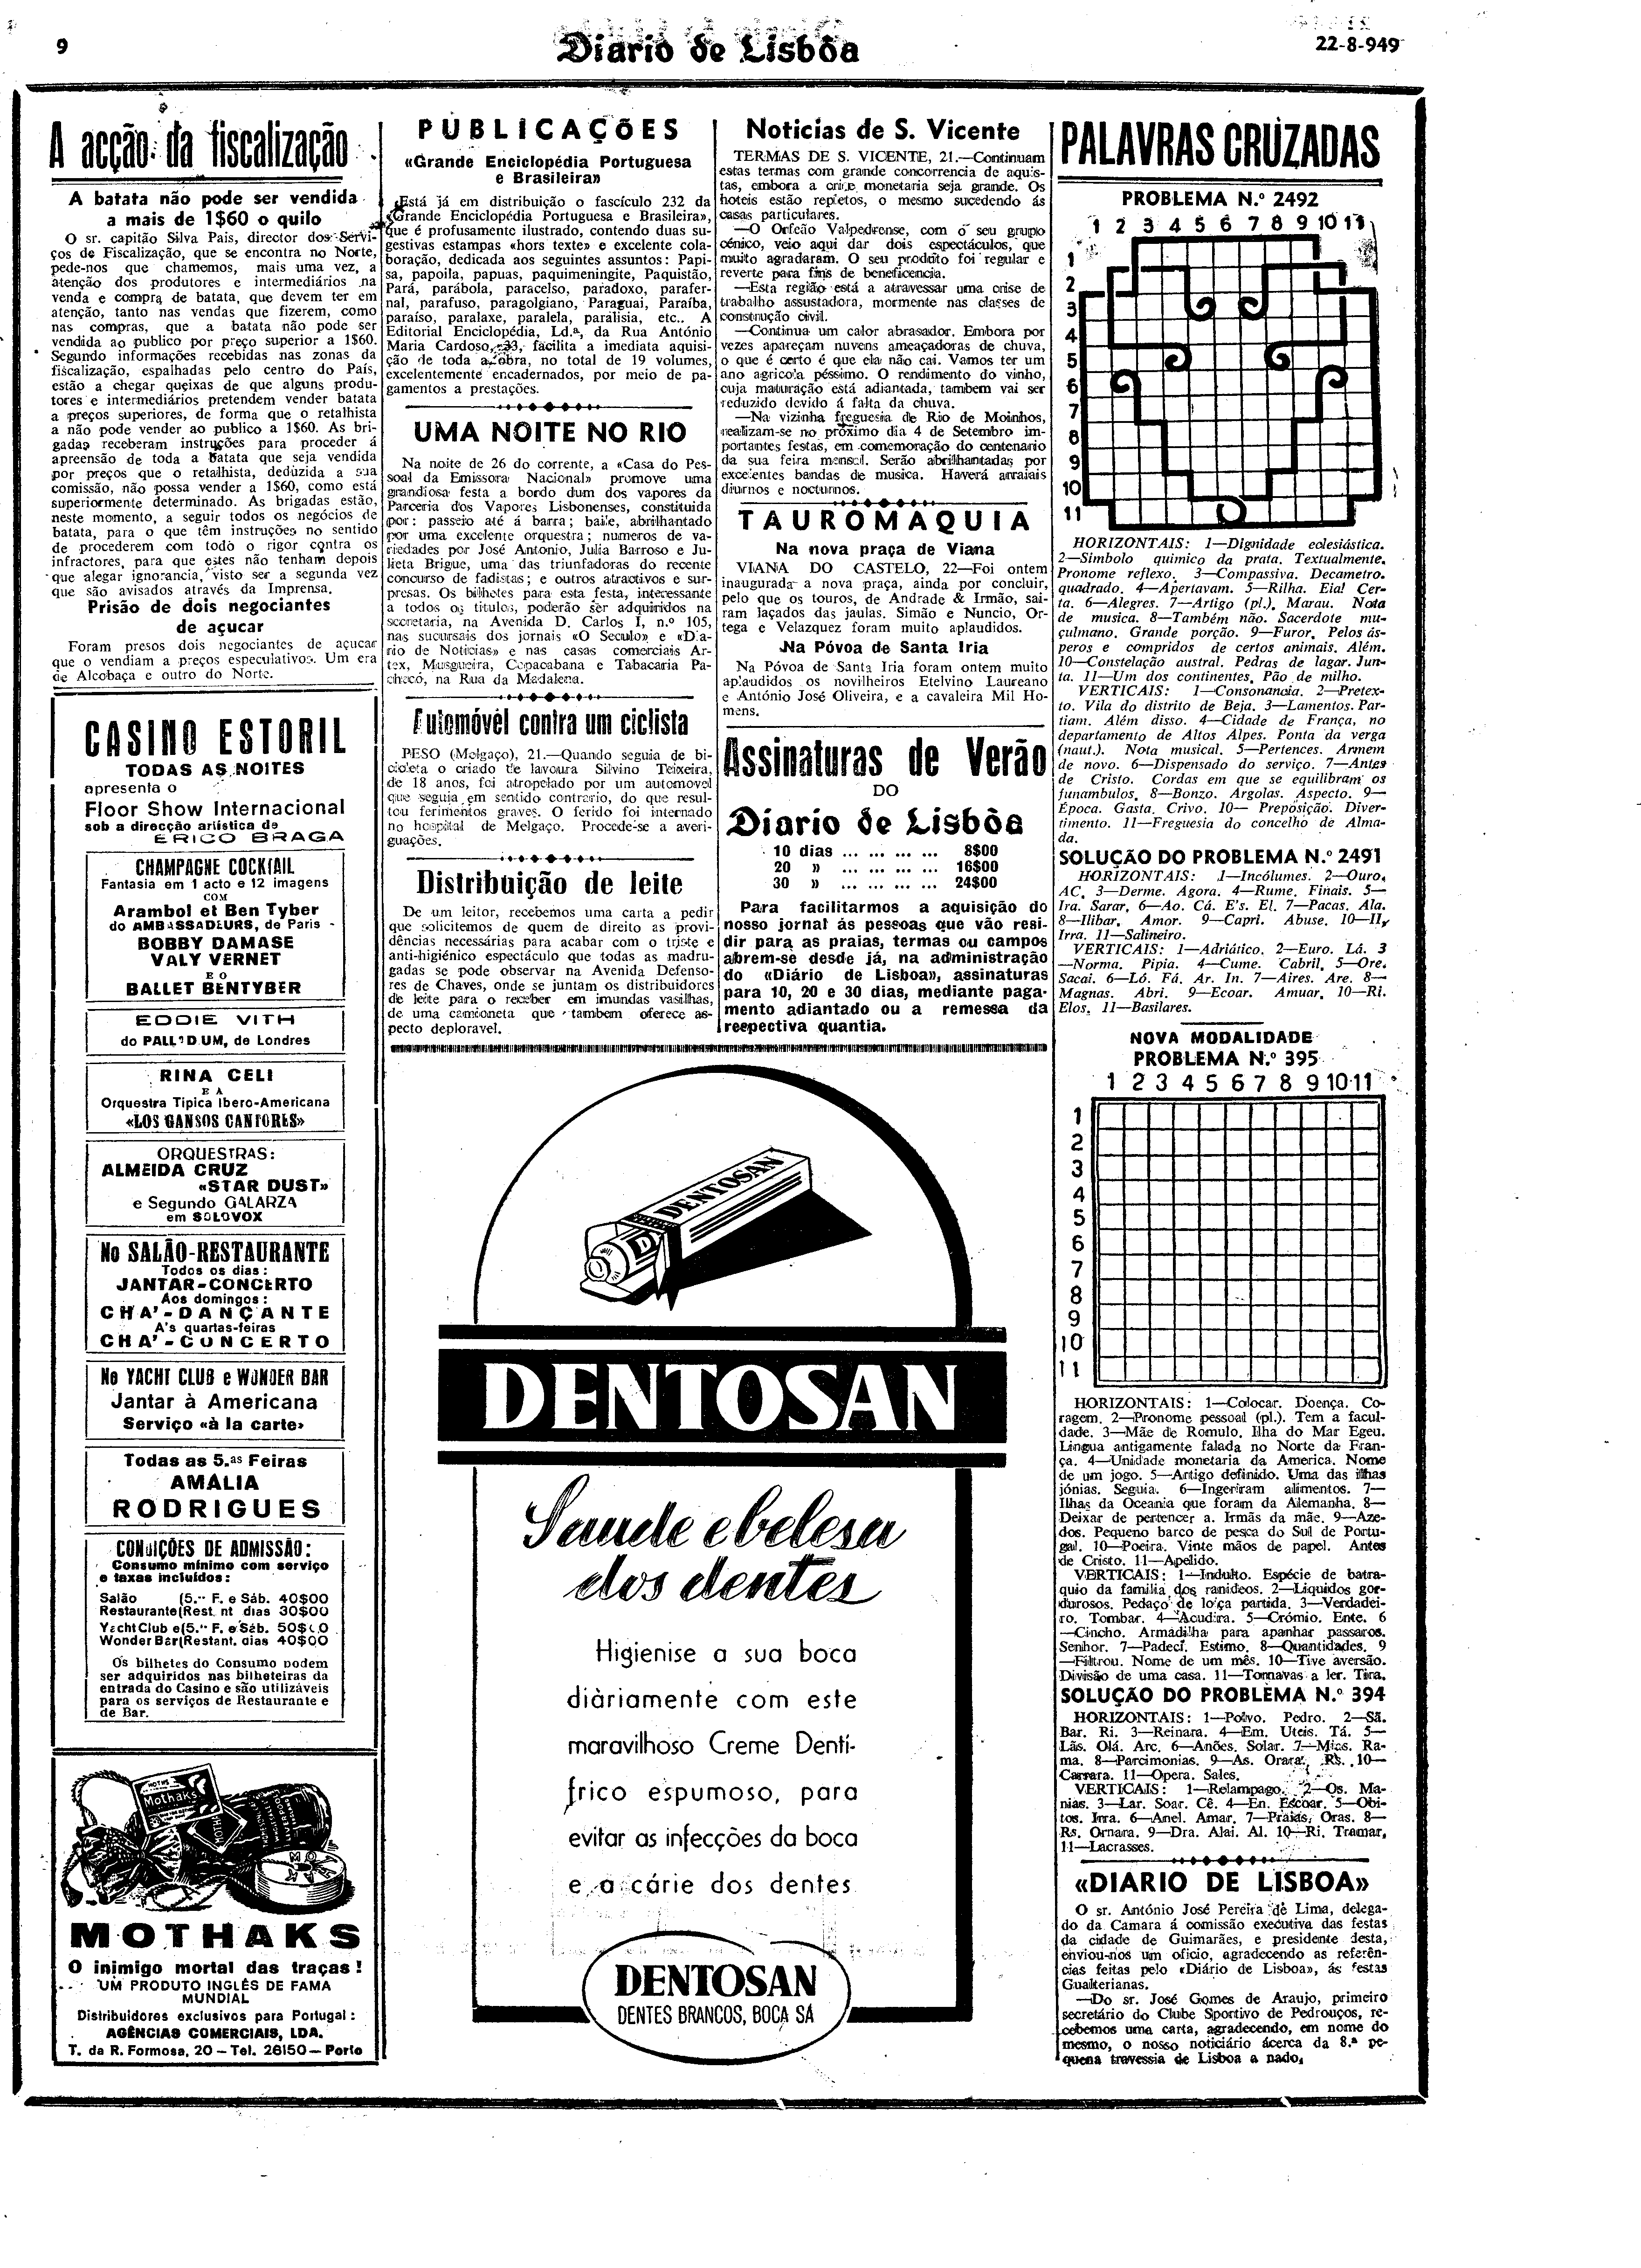 9
Diario de Lisbôa
22-8-949
A acção da fiscalização
A batata não pode ser vendida
a mais de 1$60 o quilo
O sr. capitão Silva Pais, director dos Servi-
ços de Fiscalização, que se encontra no Norte,
pede-nos que chamemos, mais uma vez, a
atenção dos produtores e intermediários na
venda e compra de batata, que devem ter em
atenção, tanto nas vendas que fizerem, como
nas compras, que a batata não pode ser
vendida ao publico por preço superior a 1$60.
Segundo informações recebidas nas zonas da
fiscalização, espalhadas pelo centro do País,
estão a chegar queixas de que alguns produ-
tores e intermediários pretendem vender batata
a preços superiores, de forma que o retalhista
a não pode vender ao publico a 1$60. As bri-
gadas receberam instruções para proceder á
apreensão de toda a batata que seja vendida
por preços que o retalhista, deduzida a sua
comissão, não possa vender a 1$60, como está
superiormente determinado. As brigadas estão,
neste momento, a seguir todos os negócios de
batata, para o que têm instruções no sentido
de procederem com todo o rigor contra os
infractores, para que estes não tenham depois
que alegar ignorancia, visto ser a segunda vez
que são avisados através da Imprensa.
Prisão de dois negociantes
de açucar
Foram presos dois negociantes de açucar
que o vendiam a preços especulativos. Um era
de Alcobaça e outro do Norte.
CASINO ESTORIL
TODAS AS NOITES
apresenta o
Floor Show Internacional
sob a direcção artística de
ERICO BRAGA
CHAMPAGNE COCKTAIL
Fantasia em 1 acto e 12 imagens
COM
Arambol et Ben Tyber
do AMBASSADEURS, de Paris
BOBBY DAMASE
VALY VERNET
E O
BALLET BENTYBER
EDDIE VITH
do PALLIDIUM, de Londres
RINA CELI
E A
Orquestra Tipica Ibero-Americana
«LOS GANSOS CANTORES»
ORQUESTRAS:
ALMEIDA CRUZ
«STAR DUST»
e Segundo GALARZA
em SOLOVOX
No SALÃO-RESTAURANTE
Todos os dias:
JANTAR-CONCERTO
Aos domingos:
CHA'-DANÇANTE
A's quartas-feiras
CHA'-CONCERTO
No YACHT CLUB e WONDER BAR
Jantar à Americana
Serviço «à la carte»
Todas as 5.as Feiras
AMÁLIA
RODRIGUES
CONDIÇÕES DE ADMISSÃO:
Consumo mínimo com serviço
e taxas incluídos:
Salão (5.as F. e Sáb. 40$00
Restaurante(Rest. nt dias 30$00
Yacht Club e(5.as F. e Sáb. 50$00
Wonder Bar(Restant. dias 40$00
Os bilhetes do Consumo podem
ser adquiridos nas bilheteiras da
entrada do Casino e são utilizáveis
para os serviços de Restaurante e
de Bar.
Mothaks
MOTHAKS
O inimigo mortal das traças!
UM PRODUTO INGLÊS DE FAMA
MUNDIAL
Distribuidores exclusivos para Portugal:
AGÊNCIAS COMERCIAIS, LDA.
T. da R. Formosa, 20—Tel. 26150—Porto
PUBLICAÇÕES
«Grande Enciclopédia Portuguesa
e Brasileira»
Está já em distribuição o fascículo 232 da
«Grande Enciclopédia Portuguesa e Brasileira»,
que é profusamente ilustrado, contendo duas su-
gestivas estampas «hors texte» e excelente cola-
boração, dedicada aos seguintes assuntos: Papi-
sa, papoila, papuas, paquimeningite, Paquistão,
Pará, parábola, paracelso, paradoxo, parafer-
nal, parafuso, paragolgiano, Paraguai, Paraíba,
paraíso, paralaxe, paralela, parálisia, etc.. A
Editorial Enciclopédia, Ld.ª, da Rua António
Maria Cardoso, 33, facilita a imediata aquisi-
ção de toda a obra, no total de 19 volumes,
excelentemente encadernados, por meio de pa-
gamentos a prestações.
UMA NOITE NO RIO
Na noite de 26 do corrente, a «Casa do Pes-
soal da Emissora Nacional» promove uma
grandiosa festa a bordo dum dos vapores da
Parceria dos Vapores Lisbonenses, constituida
por: passeio até á barra; baile, abrilhantado
por uma excelente orquestra; numeros de va-
riedades por José Antonio, Julia Barroso e Ju-
lieta Brigue, uma das triunfadoras do recente
concurso de fadistas; e outros atractivos e sur-
presas. Os bilhetes para esta festa, interessante
a todos os titulos, poderão ser adquiridos na
secretaria, na Avenida D. Carlos I, n.º 105,
nas sucursais dos jornais «O Seculo» e «Dia-
rio de Noticias» e nas casas comerciais Ar-
tex, Musgueira, Copacabana e Tabacaria Pa-
checo, na Rua da Madalena.
Automóvel contra um ciclista
PESO (Melgaço), 21.—Quando seguia de bi-
cicleta o criado de lavoura Silvino Teixeira,
de 18 anos, foi atropelado por um automovel
que seguia em sentido contrario, do que resul-
tou ferimentos graves. O ferido foi internado
no hospital de Melgaço. Procede-se a averi-
guações.
Distribuição de leite
De um leitor, recebemos uma carta a pedir
que solicitemos de quem de direito as provi-
dências necessárias para acabar com o triste e
anti-higiénico espectáculo que todas as madru-
gadas se pode observar na Avenida Defenso-
res de Chaves, onde se juntam os distribuidores
de leite para o receber em imundas vasilhas,
de uma camioneta que tambem oferece as-
pecto deploravel.
Noticias de S. Vicente
TERMAS DE S. VICENTE, 21.—Continuam
estas termas com grande concorrencia de aquis-
tas, embora a crise monetaria seja grande. Os
hoteis estão repletos, o mesmo sucedendo ás
casas particulares.
—O Orfeão Valpedrense, com o seu grupo
cénico, veio aqui dar dois espectáculos, que
muito agradaram. O seu produto foi regular e
reverte para fins de beneficencia.
—Esta região está a atravessar uma crise de
trabalho assustadora, mormente nas classes de
construção civil.
—Continua um calor abrasador. Embora por
vezes apareçam nuvens ameaçadoras de chuva,
o que é certo é que ela não cai. Vamos ter um
ano agricola péssimo. O rendimento do vinho,
cuja maturação está adiantada, tambem vai ser
reduzido devido á falta da chuva.
—Na vizinha freguesia de Rio de Moinhos,
realizam-se no próximo dia 4 de Setembro im-
portantes festas, em comemoração do centenario
da sua feira mensal. Serão abrilhantadas por
excelentes bandas de musica. Haverá arraiais
diurnos e nocturnos.
TAUROMAQUIA
Na nova praça de Viana
VIANA DO CASTELO, 22—Foi ontem
inaugurada a nova praça, ainda por concluir,
pelo que os touros, de Andrade & Irmão, sai-
ram laçados das jaulas. Simão e Nuncio, Or-
tega e Velazquez foram muito aplaudidos.
Na Póvoa de Santa Iria
Na Póvoa de Santa Iria foram ontem muito
aplaudidos os novilheiros Etelvino Laureano
e António José Oliveira, e a cavaleira Mil Ho-
mens.
Assinaturas de Verão
DO
Diario de Lisbôa
10 dias ... ... ... ... 8$00
20 » ... ... ... ... 16$00
30 » ... ... ... ... 24$00
Para facilitarmos a aquisição do
nosso jornal ás pessoas que vão resi-
dir para as praias, termas ou campos
abrem-se desde já, na administração
do «Diário de Lisboa», assinaturas
para 10, 20 e 30 dias, mediante paga-
mento adiantado ou a remessa da
reepectiva quantia.
DENTOSAN
DENTOSAN
Saude e belesa
dos dentes
Higienise a sua boca
diàriamente com este
maravilhoso Creme Dentí-
frico espumoso, para
evitar as infecções da boca
e a cárie dos dentes
DENTOSAN
DENTES BRANCOS, BOCA SÁ
PALAVRAS CRUZADAS
PROBLEMA N.º 2492
1 2 3 4 5 6 7 8 9 10 11
1
2
3
4
5
6
7
8
9
10
11
HORIZONTAIS: 1—Dignidade eclesiástica.
2—Simbolo quimico da prata. Textualmente.
Pronome reflexo. 3—Compassiva. Decametro.
quadrado. 4—Apertavam. 5—Rilha. Eia! Cer-
ta. 6—Alegres. 7—Artigo (pl.). Marau. Nota
de musica. 8—Também não. Sacerdote mu-
çulmano. Grande porção. 9—Furor. Pelos ás-
peros e compridos de certos animais. Além.
10—Constelação austral. Pedras de lagar. Jun-
ta. 11—Um dos continentes. Pão de milho.
VERTICAIS: 1—Consonancia. 2—Pretex-
to. Vila do distrito de Beja. 3—Lamentos. Par-
tiam. Além disso. 4—Cidade de França, no
departamento de Altos Alpes. Ponta da verga
(naut.). Nota musical. 5—Pertences. Armem
de novo. 6—Dispensado do serviço. 7—Antes
de Cristo. Cordas em que se equilibram os
funambulos. 8—Bonzo. Argolas. Aspecto. 9—
Época. Gasta. Crivo. 10— Preposição. Diver-
timento. 11—Freguesia do concelho de Alma-
da.
SOLUÇÃO DO PROBLEMA N.º 2491
HORIZONTAIS: 1—Incólumes. 2—Ouro.
AC. 3—Derme. Agora. 4—Rume. Finais. 5—
Ira. Sarar. 6—Ao. Cá. E's. El. 7—Pacas. Ala.
8—Ilibar. Amor. 9—Capri. Abuse. 10—II,
Irra. 11—Salineiro.
VERTICAIS: 1—Adriático. 2—Euro. Lá. 3
—Norma. Pipia. 4—Cume. Cabril. 5—Ore.
Sacai. 6—Ló. Fá. Ar. In. 7—Aires. Are. 8—
Magnas. Abri. 9—Ecoar. Amuar. 10—Ri.
Elos. 11—Basilares.
NOVA MODALIDADE
PROBLEMA N.º 395
1 2 3 4 5 6 7 8 9 10 11
1
2
3
4
5
6
7
8
9
10
11
HORIZONTAIS: 1—Colocar. Doença. Co-
ragem. 2—Pronome pessoal (pl.). Tem a facul-
dade. 3—Mãe de Romulo. Ilha do Mar Egeu.
Lingua antigamente falada no Norte da Fran-
ça. 4—Unidade monetaria da America. Nome
de um jogo. 5—Artigo definido. Uma das ilhas
jónias. Seguia. 6—Ingeriram alimentos. 7—
Ilhas da Oceania que foram da Alemanha. 8—
Deixar de pertencer a. Irmãs da mãe. 9—Aze-
dos. Pequeno barco de pesca do Sul de Portu-
gal. 10—Poeira. Vinte mãos de papel. Antes
de Cristo. 11—Apelido.
VERTICAIS: 1—Indulto. Espécie de batra-
quio da familia dos ranideos. 2—Liquidos gor-
durosos. Pedaço de loiça partida. 3—Verdadei-
ro. Tombar. 4—Acudira. 5—Crómio. Ente. 6
—Cincho. Armadilha para apanhar passaros.
Senhor. 7—Padeci. Estimo. 8—Quantidades. 9
—Filtrou. Nome de um mês. 10—Tive aversão.
Divisão de uma casa. 11—Tornavas a ler. Tira.
SOLUÇÃO DO PROBLEMA N.º 394
HORIZONTAIS: 1—Polvo. Pedro. 2—Sã.
Bar. Ri. 3—Reinara. 4—Em. Uteis. Tá. 5—
Lãs. Olá. Arc. 6—Anões. Solar. 7—Mias. Ra-
ma. 8—Parcimonias. 9—As. Orara. Rs. 10—
Carrara. 11—Opera. Sales.
VERTICAIS: 1—Relampago. 2—Os. Ma-
nias. 3—Lar. Soar. Cê. 4—En. Escoar. 5—Obi-
tos. Irra. 6—Anel. Amar. 7—Praias. Oras. 8—
Rs. Ornara. 9—Dra. Alai. Al. 10—Ri. Tramar,
11—Lacrasses.
«DIARIO DE LISBOA»
O sr. António José Pereira de Lima, delega-
do da Camara á comissão executiva das festas
da cidade de Guimarães, e presidente desta,
enviou-nos um oficio, agradecendo as referên-
cias feitas pelo «Diário de Lisboa», ás festas
Gualterianas.
—Do sr. José Gomes de Araujo, primeiro
secretário do Clube Sportivo de Pedrouços, re-
cebemos uma carta, agradecendo, em nome do
mesmo, o nosso noticiário ácerca da 8.ª pe-
quena travessia de Lisboa a nado,